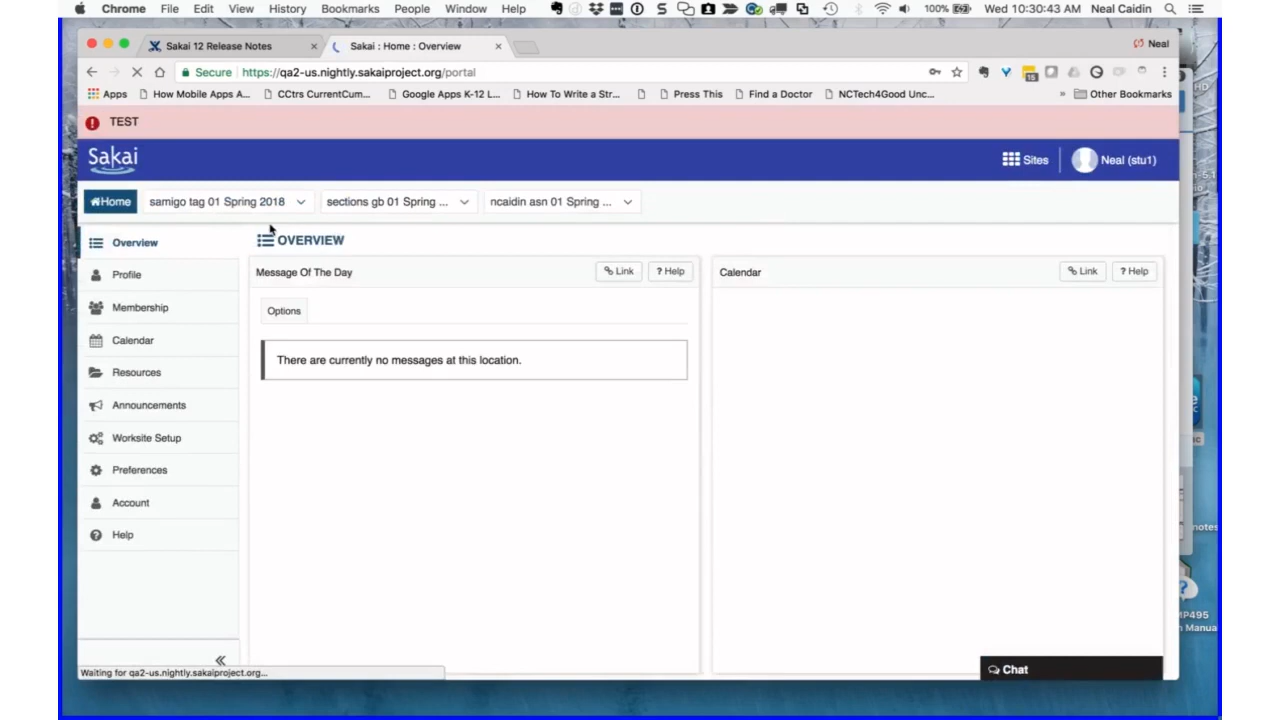 Chrome File Edit View History Bookmarks People Window Help 100% Wed 10:30:43 AM Neal Caidin
Sakai 12 Release Notes × Sakai : Home : Overview × Neal
Secure https://qa2-us.nightly.sakaiproject.org/portal
Apps How Mobile Apps A... CCtrs CurrentCum... Google Apps K-12 L... How To Write a Str... Press This Find a Doctor NCTech4Good Unc... » Other Bookmarks
TEST
Sakai Sites Neal (stu1)
Home samigo tag 01 Spring 2018 sections gb 01 Spring ... ncaidin asn 01 Spring ...
Overview
OVERVIEW
Message Of The Day Link ? Help Calendar Link ? Help
Profile
Membership
Calendar
Resources
Announcements
Worksite Setup
Preferences
Account
Help
Options
There are currently no messages at this location.
Waiting for qa2-us.nightly.sakaiproject.org...
Chat
notes
MP495
Manua